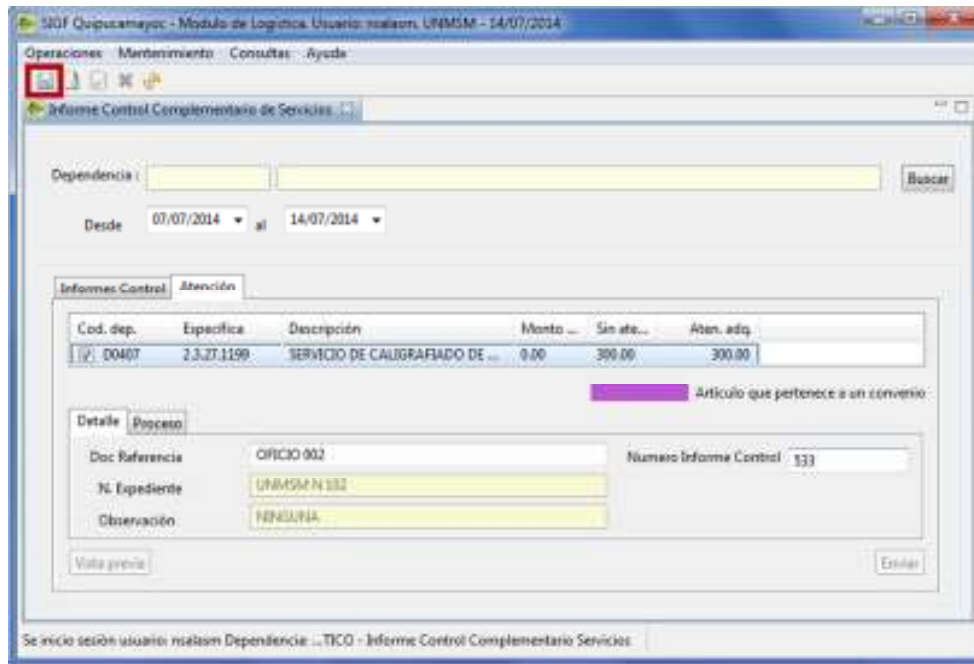 SIGF Quipucamayoc - Modulo de Logistica. Usuario: nsalasm. UNMSM - 14/07/2014
Operaciones Mantenimiento Consultas Ayuda
Informe Control Complementario de Servicios
Dependencia : Buscar
Desde 07/07/2014 al 14/07/2014
Informes Control Atención
Cod. dep. Especifica Descripción Monto ... Sin ate... Aten. adq.
D0407 2.3.27.1199 SERVICIO DE CALIGRAFIADO DE ... 0.00 300.00 300.00
Articulo que pertenece a un convenio
Detalle Proceso
Doc Referencia OFICIO 002 Numero Informe Control 533
N. Expediente UNMSM N 102
Observación NINGUNA
Vista previa Enviar
Se inicio sesión usuario: nsalasm Dependencia: ...TICO - Informe Control Complementario Servicios